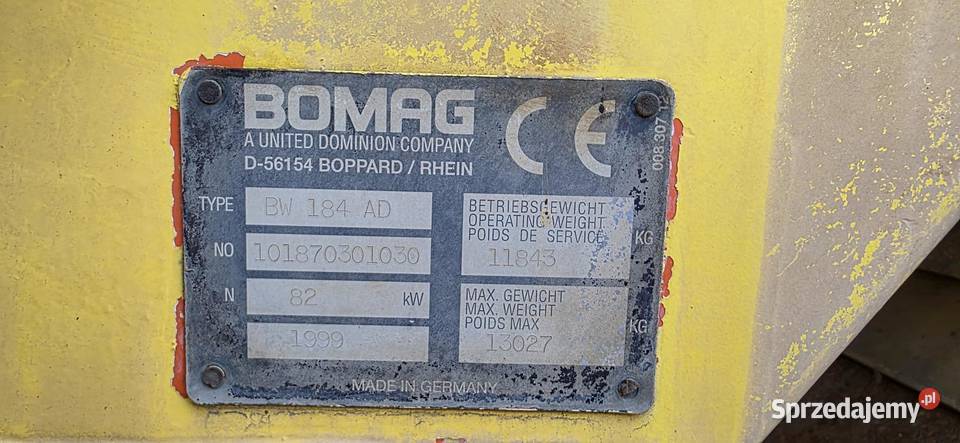 BOMAG
CE
A UNITED DOMINION COMPANY
D-56154 BOPPARD / RHEIN
TYPE BW 184 AD
NO 101870301030
N 82 kW
1999
BETRIEBSGEWICHT
OPERATING WEIGHT
POIDS DE SERVICE
11843 KG
MAX. GEWICHT
MAX. WEIGHT
POIDS MAX
13027 KG
MADE IN GERMANY
008 307 12
Sprzedajemy.pl